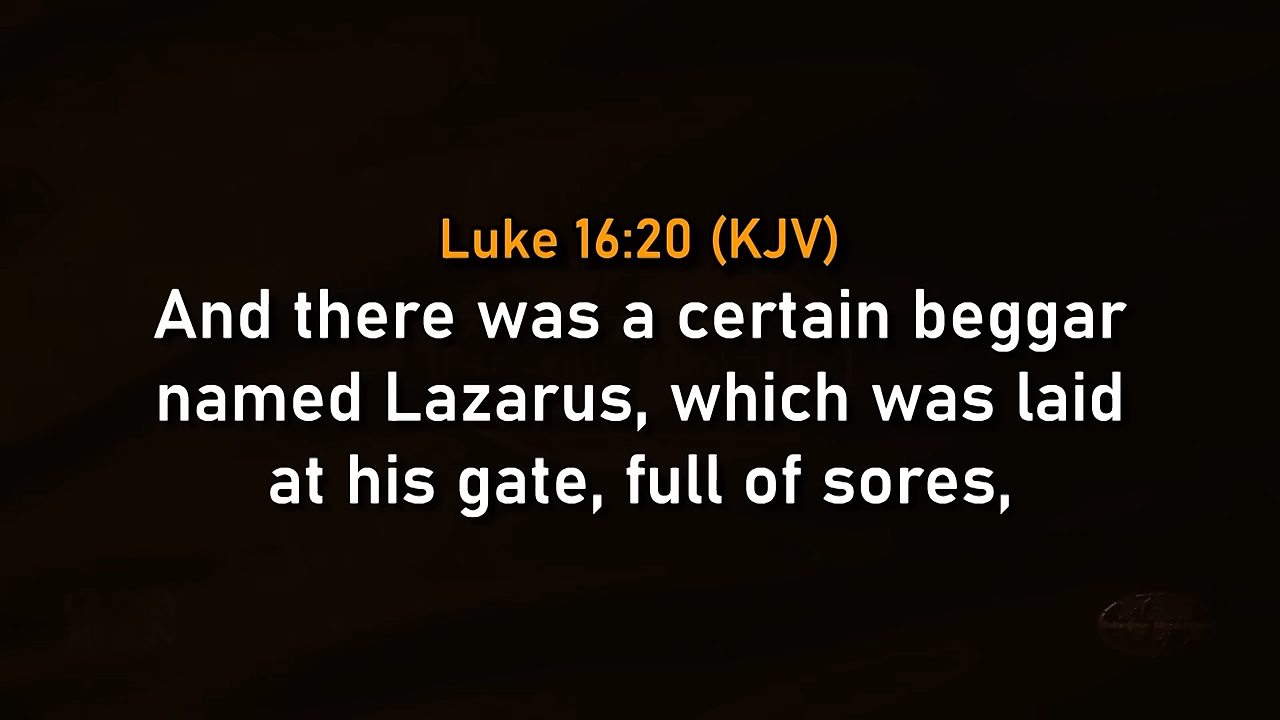 Luke 16:20 (KJV)
And there was a certain beggar
named Lazarus, which was laid
at his gate, full of sores,